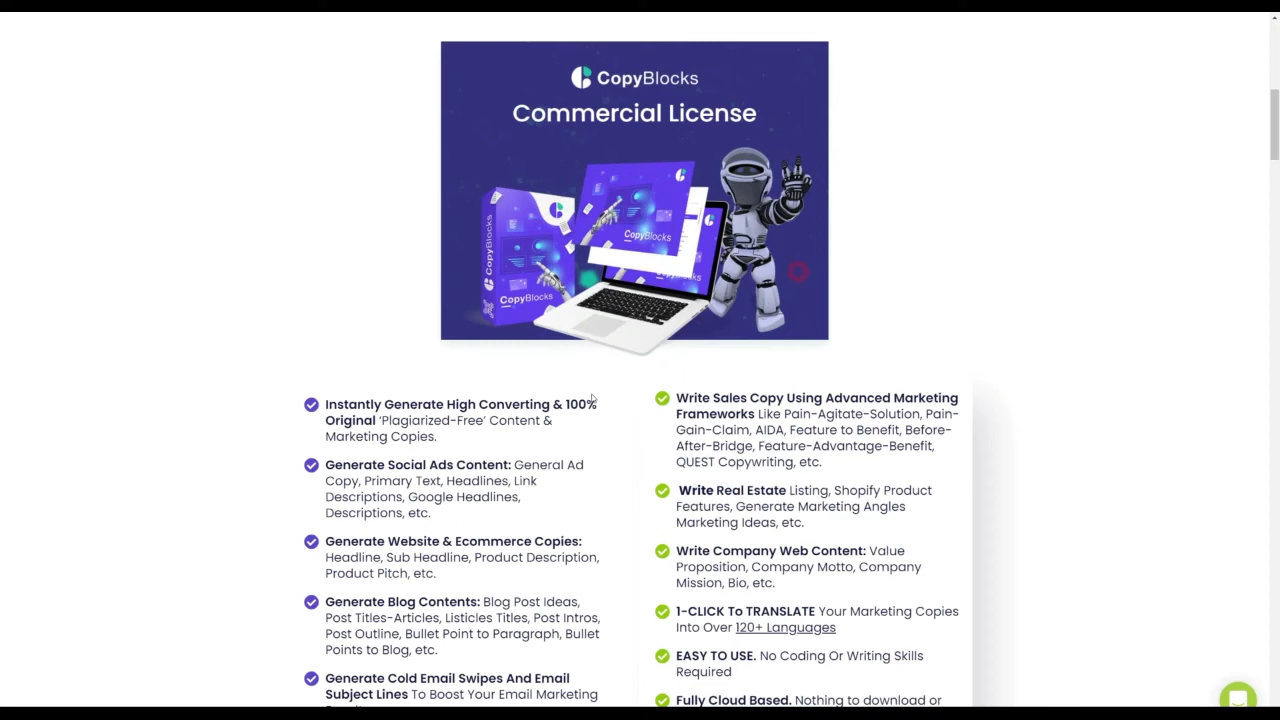 CopyBlocks
Commercial License
CopyBlocks
CopyBlocks
CopyBlocks
Instantly Generate High Converting & 100%
Original ‘Plagiarized-Free’ Content &
Marketing Copies.
Generate Social Ads Content: General Ad
Copy, Primary Text, Headlines, Link
Descriptions, Google Headlines,
Descriptions, etc.
Generate Website & Ecommerce Copies:
Headline, Sub Headline, Product Description,
Product Pitch, etc.
Generate Blog Contents: Blog Post Ideas,
Post Titles-Articles, Listicles Titles, Post Intros,
Post Outline, Bullet Point to Paragraph, Bullet
Points to Blog, etc.
Generate Cold Email Swipes And Email
Subject Lines To Boost Your Email Marketing
Write Sales Copy Using Advanced Marketing
Frameworks Like Pain-Agitate-Solution, Pain-
Gain-Claim, AIDA, Feature to Benefit, Before-
After-Bridge, Feature-Advantage-Benefit,
QUEST Copywriting, etc.
Write Real Estate Listing, Shopify Product
Features, Generate Marketing Angles
Marketing Ideas, etc.
Write Company Web Content: Value
Proposition, Company Motto, Company
Mission, Bio, etc.
1-CLICK To TRANSLATE Your Marketing Copies
Into Over 120+ Languages
EASY TO USE. No Coding Or Writing Skills
Required
Fully Cloud Based. Nothing to download or